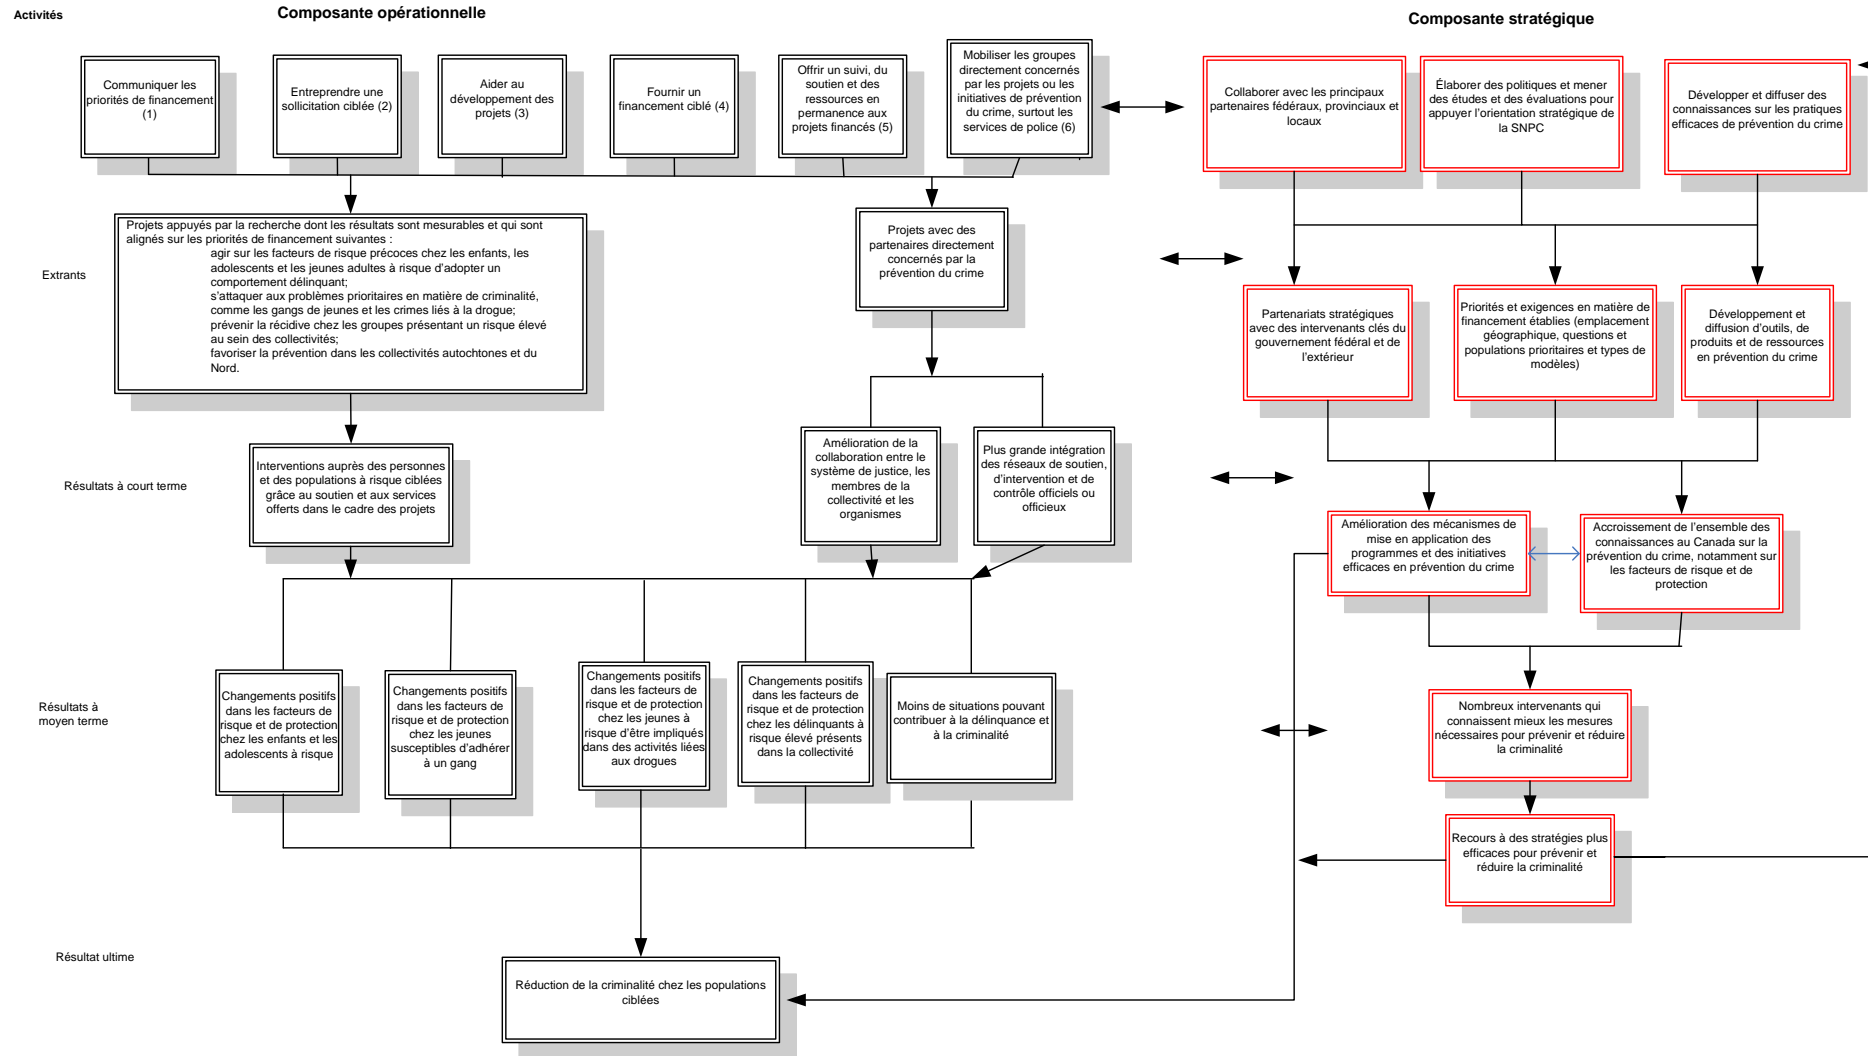 Activités
Composante opérationnelle
Composante stratégique
Communiquer les
priorités de financement
(1)
Entreprendre une
sollicitation ciblée (2)
Aider au
développement des
projets (3)
Fournir un
financement ciblé (4)
Offrir un suivi, du
soutien et des
ressources en
permanence aux
projets financés (5)
Mobiliser les groupes
directement concernés
par les projets ou les
initiatives de prévention
du crime, surtout les
services de police (6)
Collaborer avec les principaux
partenaires fédéraux, provinciaux et
locaux
Élaborer des politiques et mener
des études et des évaluations pour
appuyer l’orientation stratégique de
la SNPC
Développer et diffuser des
connaissances sur les pratiques
efficaces de prévention du crime
Extrants
Projets appuyés par la recherche dont les résultats sont mesurables et qui sont
alignés sur les priorités de financement suivantes :
agir sur les facteurs de risque précoces chez les enfants, les
adolescents et les jeunes adultes à risque d’adopter un
comportement délinquant;
s’attaquer aux problèmes prioritaires en matière de criminalité,
comme les gangs de jeunes et les crimes liés à la drogue;
prévenir la récidive chez les groupes présentant un risque élevé
au sein des collectivités;
favoriser la prévention dans les collectivités autochtones et du
Nord.
Projets avec des
partenaires directement
concernés par la
prévention du crime
Partenariats stratégiques
avec des intervenants clés du
gouvernement fédéral et de
l’extérieur
Priorités et exigences en matière de
financement établies (emplacement
géographique, questions et
populations prioritaires et types de
modèles)
Développement et
diffusion d’outils, de
produits et de ressources
en prévention du crime
Résultats à court terme
Interventions auprès des personnes
et des populations à risque ciblées
grâce au soutien et aux services
offerts dans le cadre des projets
Amélioration de la
collaboration entre le
système de justice, les
membres de la
collectivité et les
organismes
Plus grande intégration
des réseaux de soutien,
d’intervention et de
contrôle officiels ou
officieux
Amélioration des mécanismes de
mise en application des
programmes et des initiatives
efficaces en prévention du crime
Accroissement de l’ensemble des
connaissances au Canada sur la
prévention du crime, notamment sur
les facteurs de risque et de
protection
Résultats à
moyen terme
Changements positifs
dans les facteurs de
risque et de protection
chez les enfants et les
adolescents à risque
Changements positifs
dans les facteurs de
risque et de protection
chez les jeunes
susceptibles d’adhérer
à un gang
Changements positifs
dans les facteurs de
risque et de protection
chez les jeunes à
risque d’être impliqués
dans des activités liées
aux drogues
Changements positifs
dans les facteurs de
risque et de protection
chez les délinquants à
risque élevé présents
dans la collectivité
Moins de situations pouvant
contribuer à la délinquance et
à la criminalité
Nombreux intervenants qui
connaissent mieux les mesures
nécessaires pour prévenir et réduire
la criminalité
Recours à des stratégies plus
efficaces pour prévenir et
réduire la criminalité
Résultat ultime
Réduction de la criminalité chez les populations
ciblées